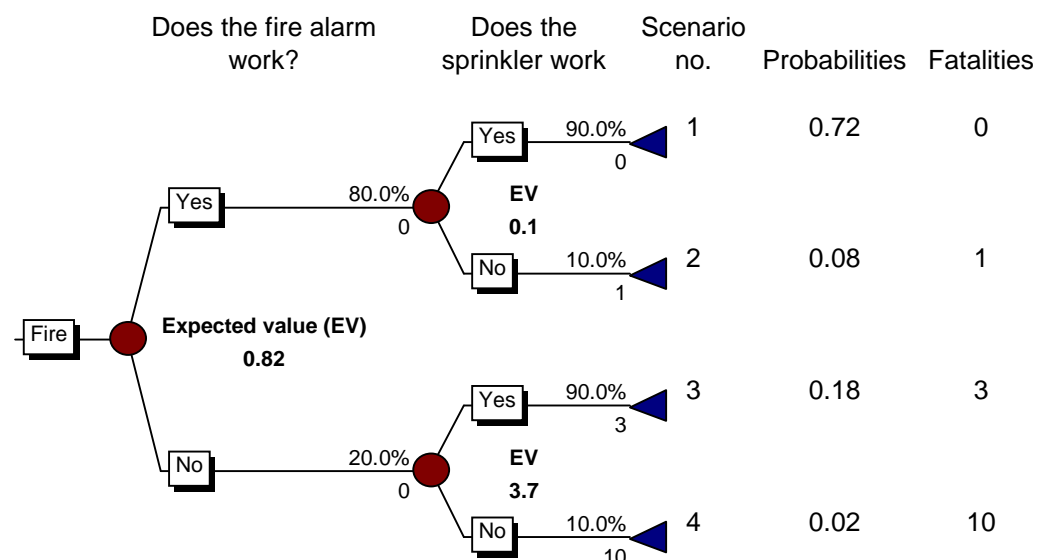 Does the fire alarm
work?
Does the
sprinkler work
Scenario
no.
Probabilities
Fatalities
Yes
90.0%
0
1
0.72
0
Yes
80.0%
0
EV
0.1
No
10.0%
1
2
0.08
1
Fire
Expected value (EV)
0.82
Yes
90.0%
3
3
0.18
3
No
20.0%
0
EV
3.7
No
10.0%
10
4
0.02
10